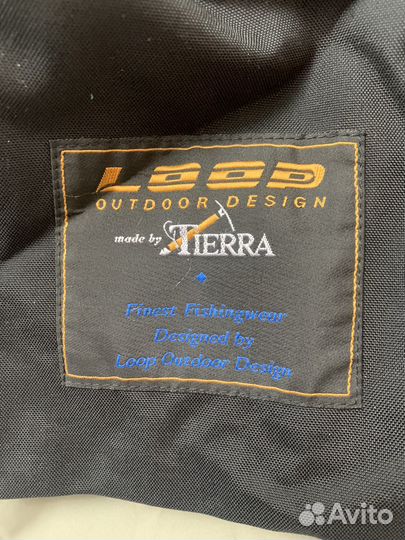 LOOP
OUTDOOR DESIGN
made by TIERRA
Finest Fishingwear
Designed by
Loop Outdoor Design
Avito